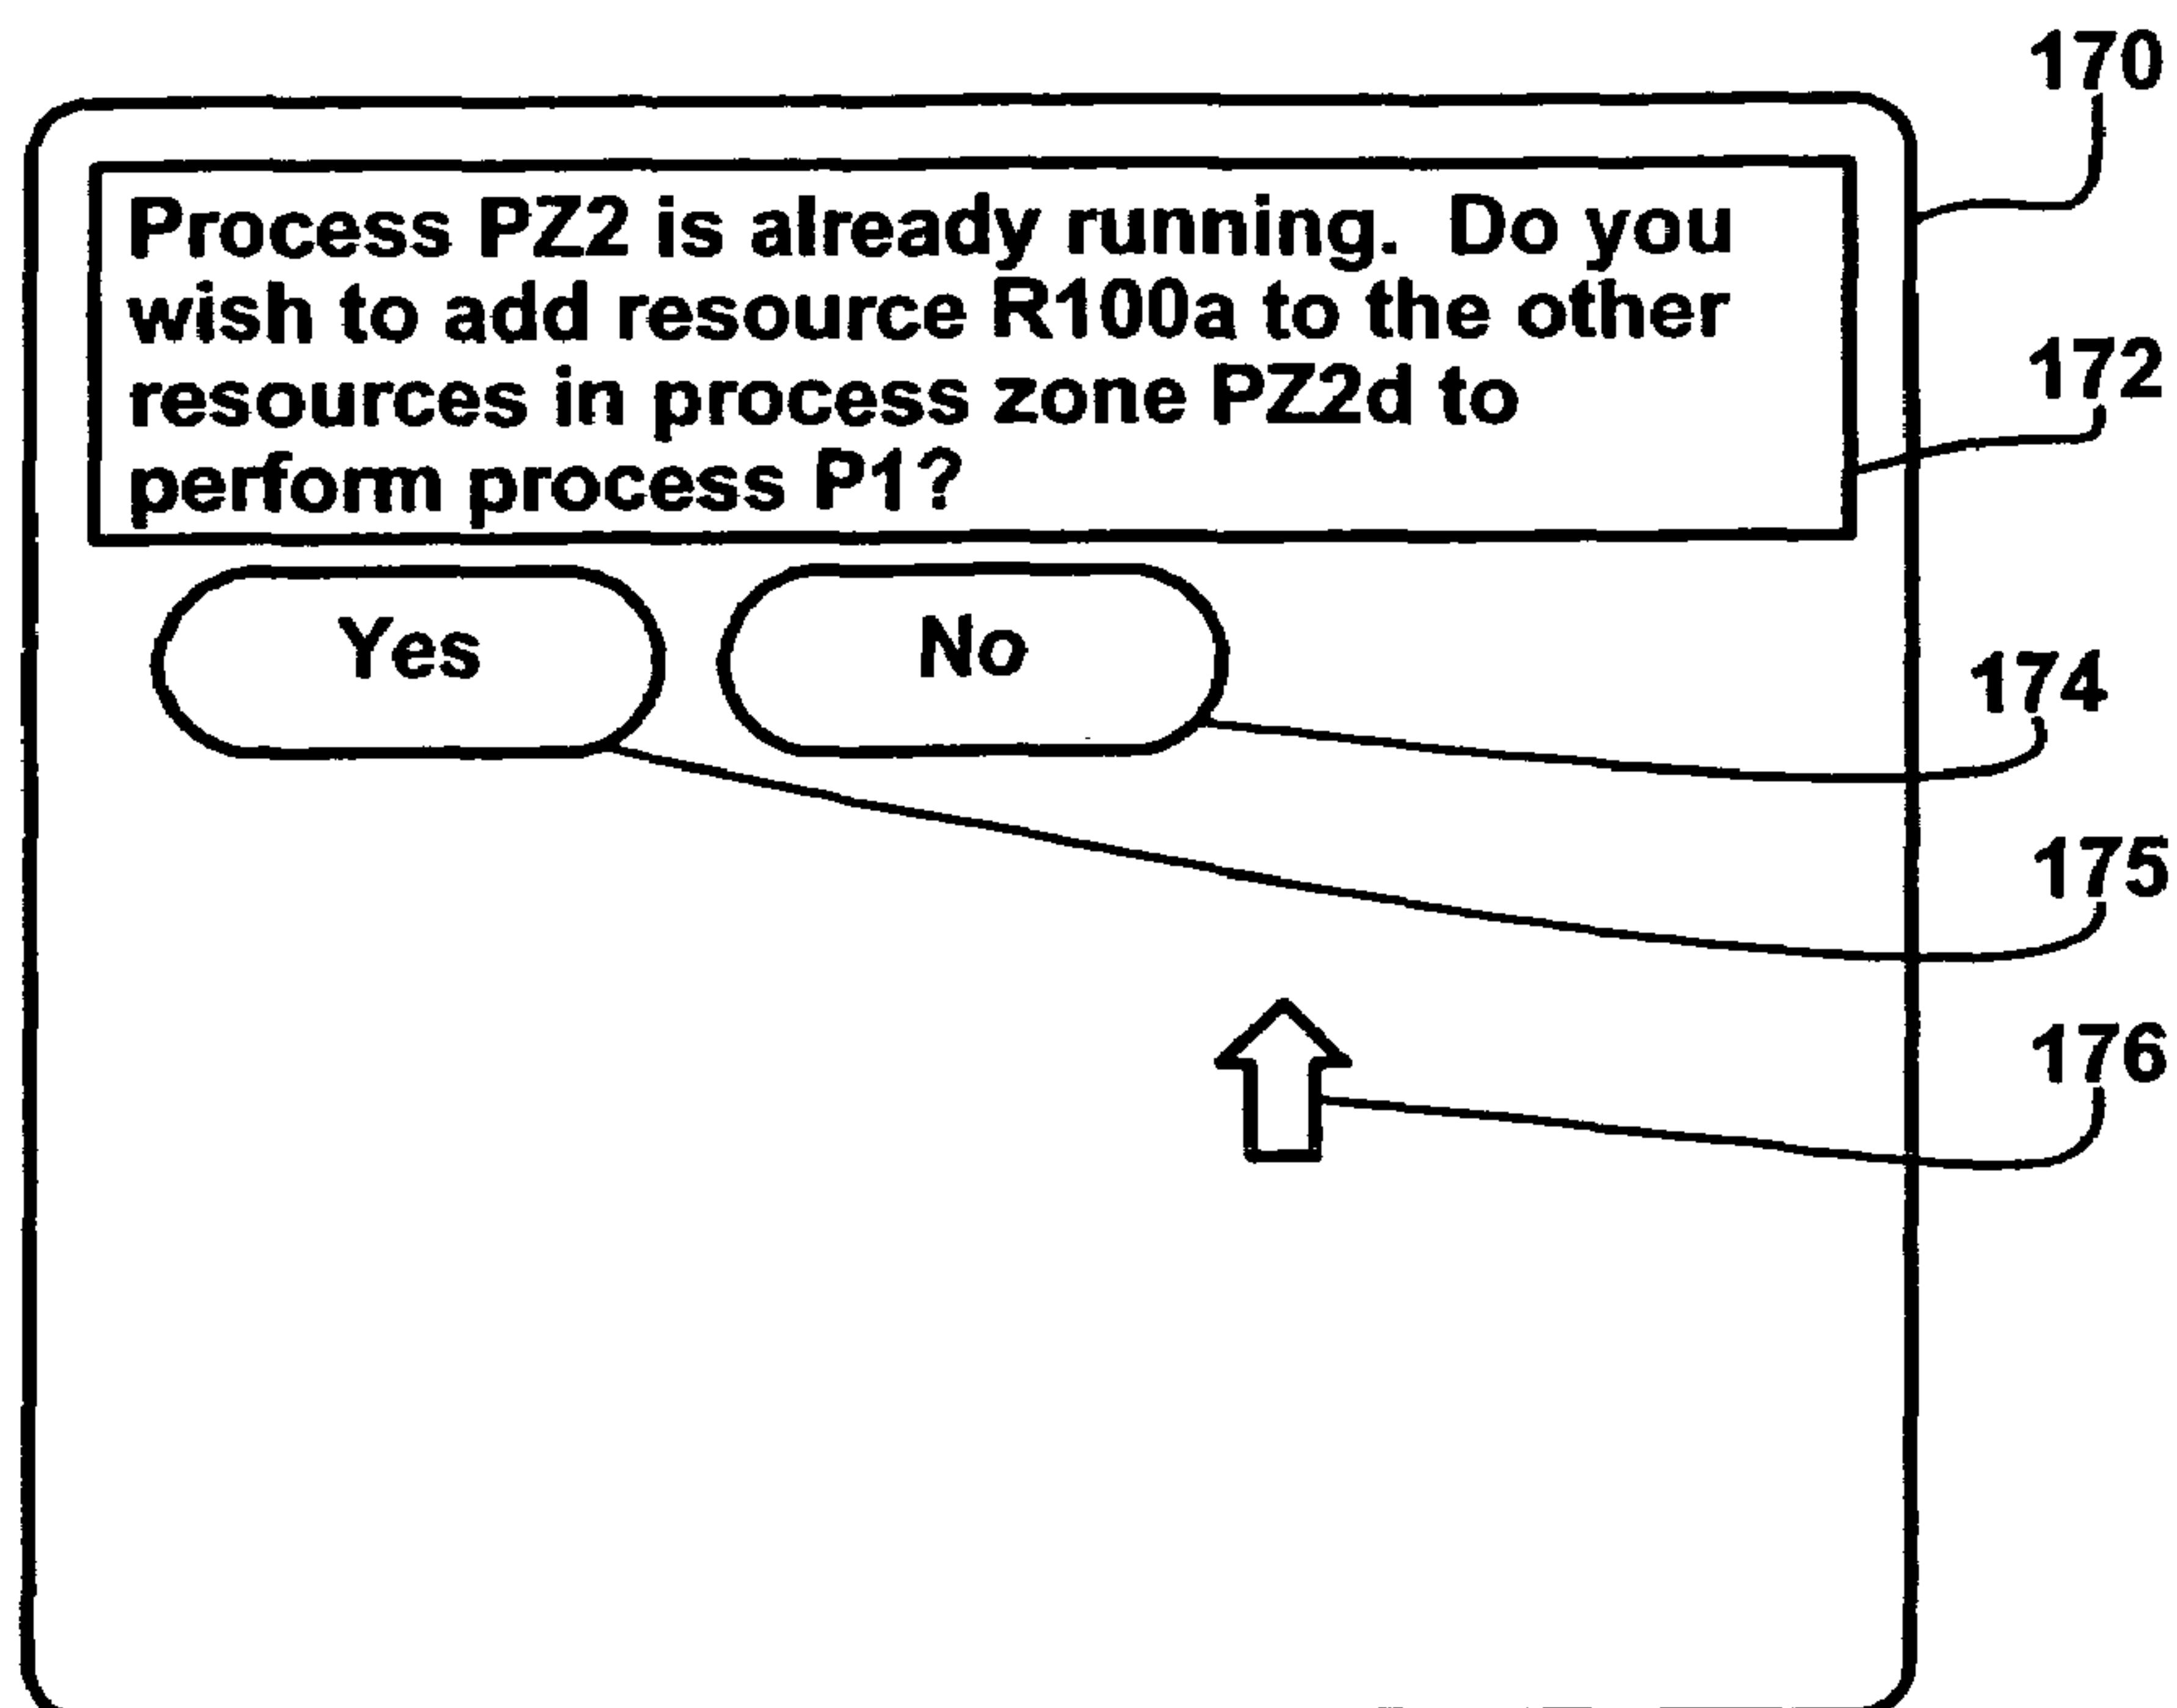 170
Process PZ2 is already running. Do you
wish to add resource R100a to the other
resources in process zone PZ2d to
perform process P1?
172
Yes
No
174
175
176